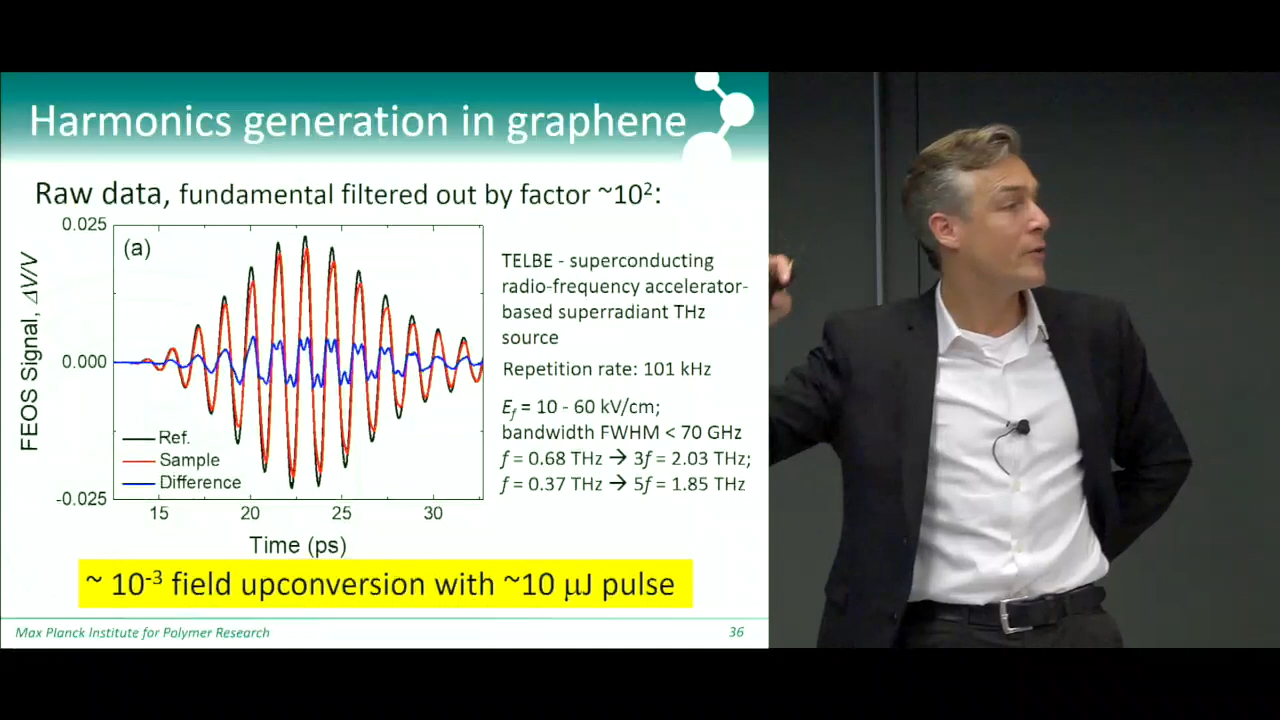 Harmonics generation in graphene
Raw data, fundamental filtered out by factor ~10²:
0.025
(a)
FEOS Signal, ΔV/V
0.000
Ref.
Sample
Difference
-0.025
15 20 25 30
Time (ps)
TELBE - superconducting
radio-frequency accelerator-
based superradiant THz
source
Repetition rate: 101 kHz
E_f = 10 - 60 kV/cm;
bandwidth FWHM < 70 GHz
f = 0.68 THz → 3f = 2.03 THz;
f = 0.37 THz → 5f = 1.85 THz
~ 10⁻³ field upconversion with ~10 µJ pulse
Max Planck Institute for Polymer Research
36